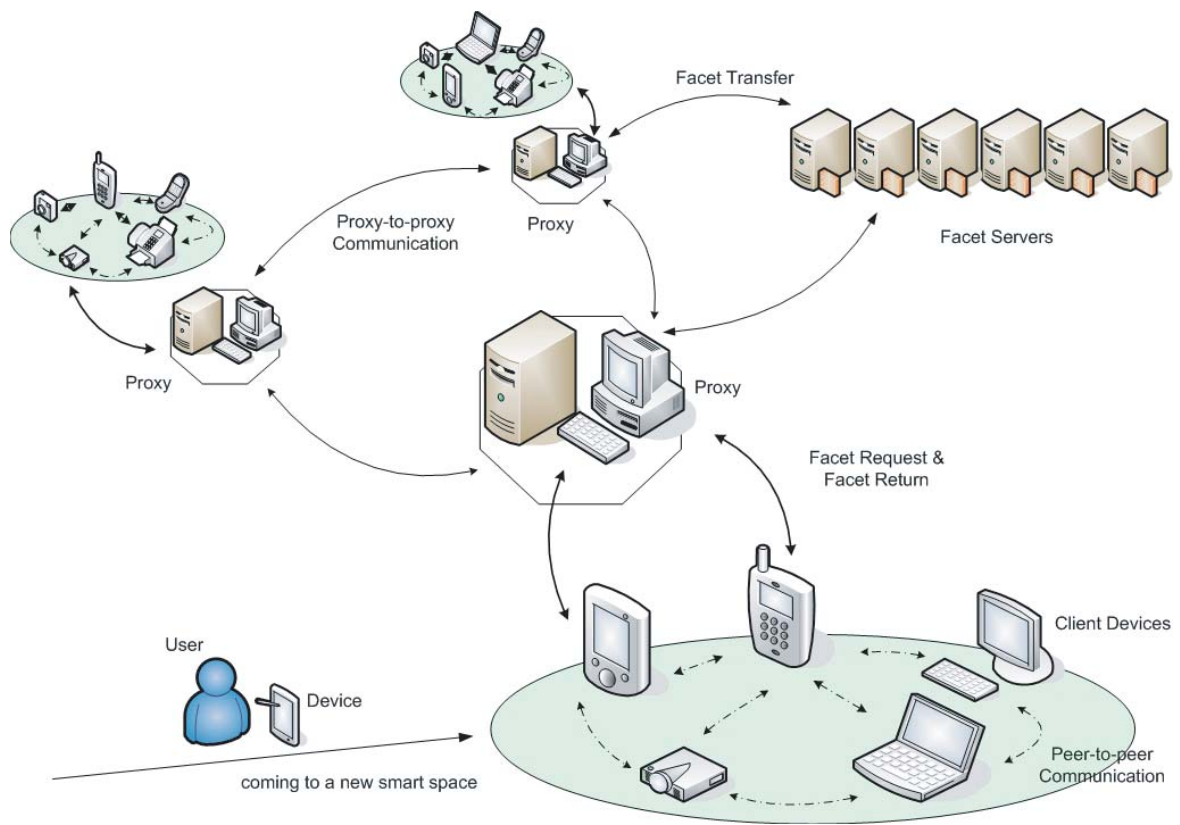 Facet Transfer
Facet Servers
Proxy
Proxy-to-proxy
Communication
Proxy
Proxy
Facet Request &
Facet Return
Client Devices
User
Device
coming to a new smart space
Peer-to-peer
Communication